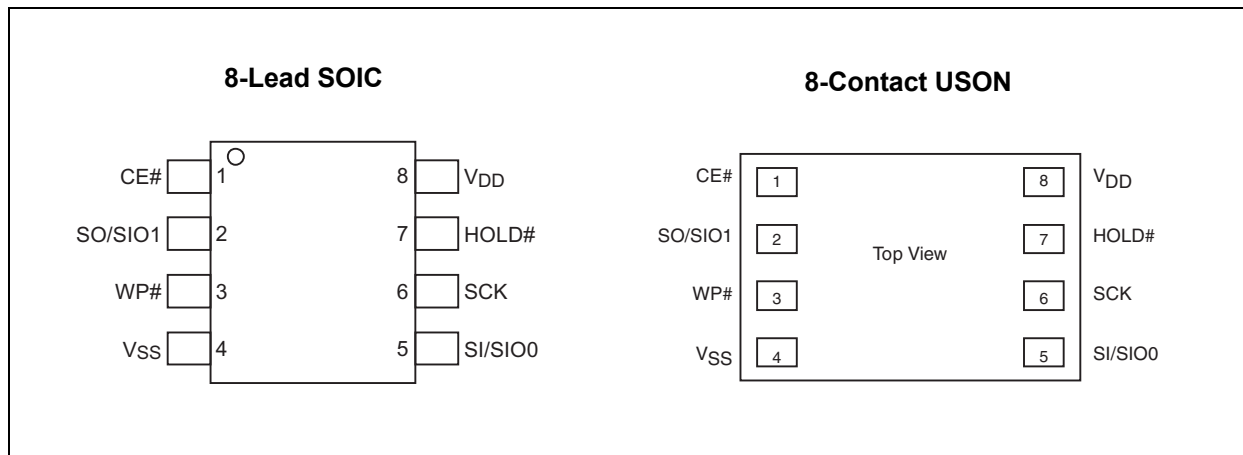 8-Lead SOIC
CE# 1 8 VDD
SO/SIO1 2 7 HOLD#
WP# 3 6 SCK
VSS 4 5 SI/SIO0
8-Contact USON
CE# 1 8 VDD
SO/SIO1 2 7 HOLD#
Top View
WP# 3 6 SCK
VSS 4 5 SI/SIO0